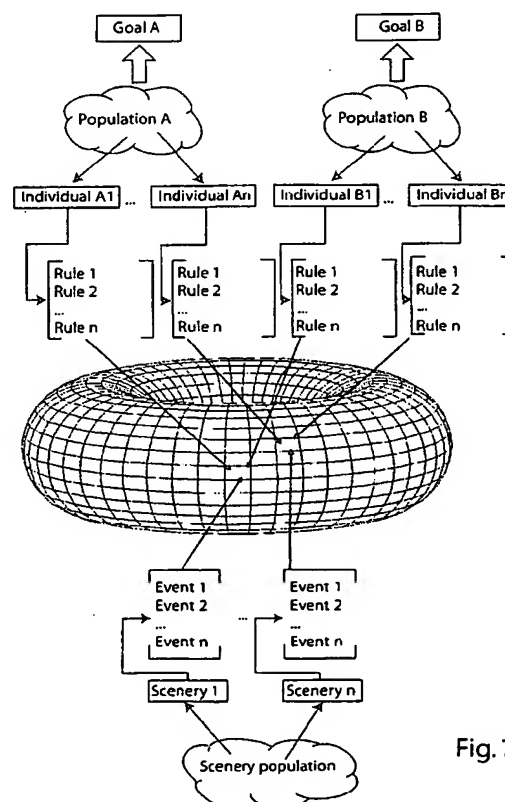 Goal A Goal B
Population A Population B
Individual A1 ... Individual An Individual B1 ... Individual Bn
Rule 1 Rule 1 Rule 1 Rule 1
Rule 2 Rule 2 Rule 2 Rule 2
... ... ... ...
Rule n Rule n Rule n Rule n
Event 1 Event 1
Event 2 Event 2
... ... ...
Event n Event n
Scenery 1 Scenery n
Scenery population
Fig. 7